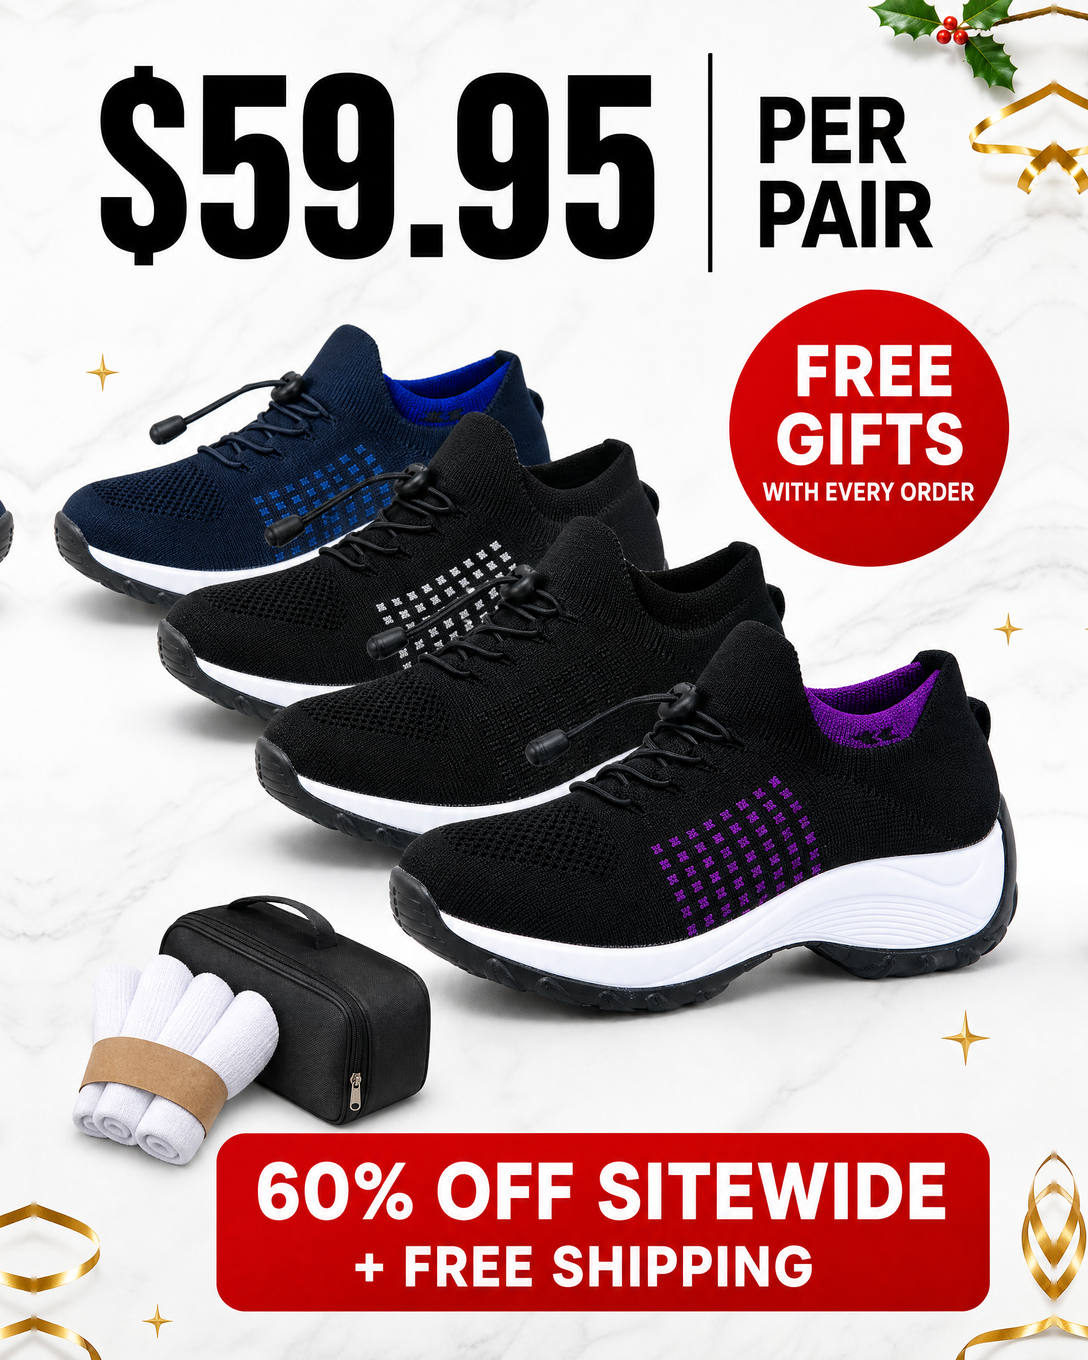 $59.95
PER
PAIR
FREE
GIFTS
WITH EVERY ORDER
60% OFF SITEWIDE
+ FREE SHIPPING